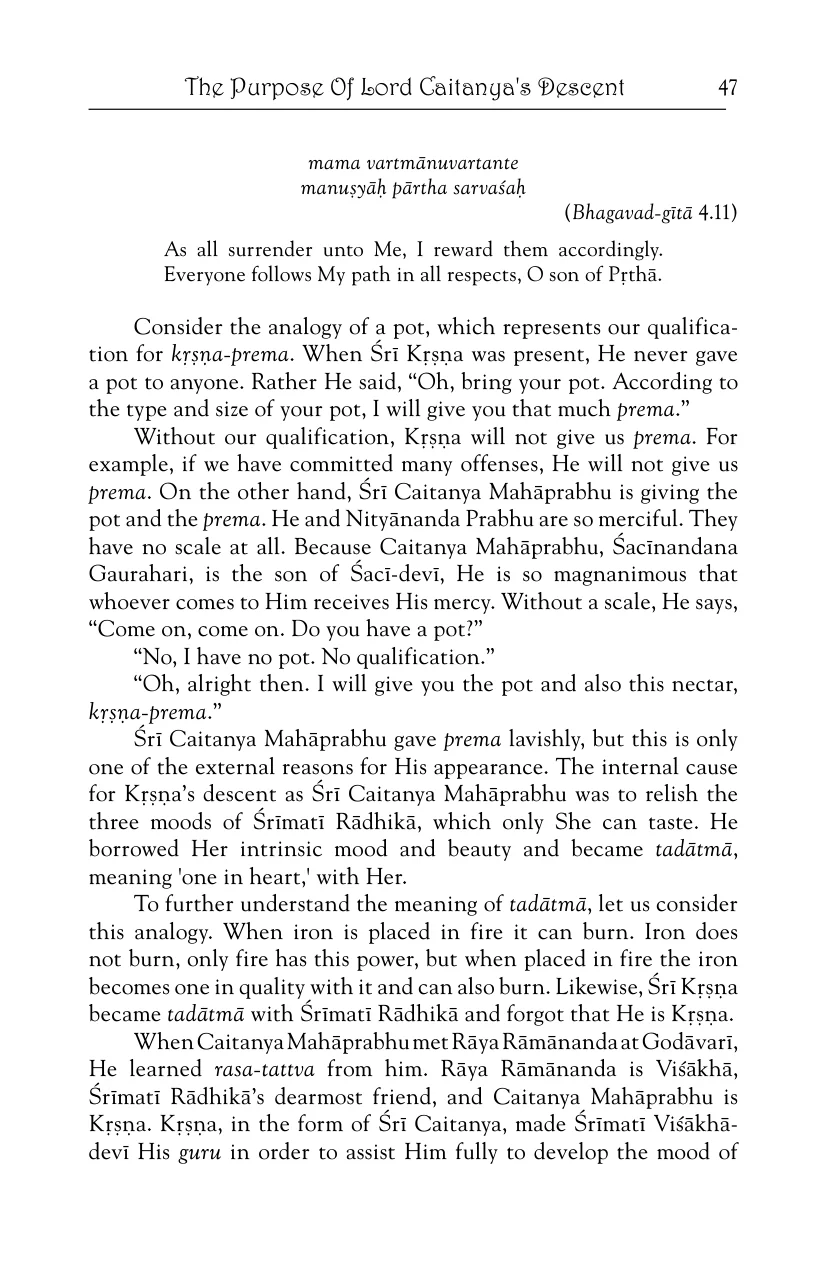 The Purpose Of Lord Caitanya's Descent 47
mama vartmānuvartante
manuṣyāḥ pārtha sarvaśaḥ
(Bhagavad-gītā 4.11)
As all surrender unto Me, I reward them accordingly.
Everyone follows My path in all respects, O son of Pṛthā.
Consider the analogy of a pot, which represents our qualifica-
tion for kṛṣṇa-prema. When Śrī Kṛṣṇa was present, He never gave
a pot to anyone. Rather He said, “Oh, bring your pot. According to
the type and size of your pot, I will give you that much prema.”
Without our qualification, Kṛṣṇa will not give us prema. For
example, if we have committed many offenses, He will not give us
prema. On the other hand, Śrī Caitanya Mahāprabhu is giving the
pot and the prema. He and Nityānanda Prabhu are so merciful. They
have no scale at all. Because Caitanya Mahāprabhu, Śacīnandana
Gaurahari, is the son of Śacī-devī, He is so magnanimous that
whoever comes to Him receives His mercy. Without a scale, He says,
“Come on, come on. Do you have a pot?”
“No, I have no pot. No qualification.”
“Oh, alright then. I will give you the pot and also this nectar,
kṛṣṇa-prema.”
Śrī Caitanya Mahāprabhu gave prema lavishly, but this is only
one of the external reasons for His appearance. The internal cause
for Kṛṣṇa’s descent as Śrī Caitanya Mahāprabhu was to relish the
three moods of Śrīmatī Rādhikā, which only She can taste. He
borrowed Her intrinsic mood and beauty and became tadātmā,
meaning 'one in heart,' with Her.
To further understand the meaning of tadātmā, let us consider
this analogy. When iron is placed in fire it can burn. Iron does
not burn, only fire has this power, but when placed in fire the iron
becomes one in quality with it and can also burn. Likewise, Śrī Kṛṣṇa
became tadātmā with Śrīmatī Rādhikā and forgot that He is Kṛṣṇa.
When Caitanya Mahāprabhu met Rāya Rāmānanda at Godāvarī,
He learned rasa-tattva from him. Rāya Rāmānanda is Viśākhā,
Śrīmatī Rādhikā’s dearmost friend, and Caitanya Mahāprabhu is
Kṛṣṇa. Kṛṣṇa, in the form of Śrī Caitanya, made Śrīmatī Viśākhā-
devī His guru in order to assist Him fully to develop the mood of